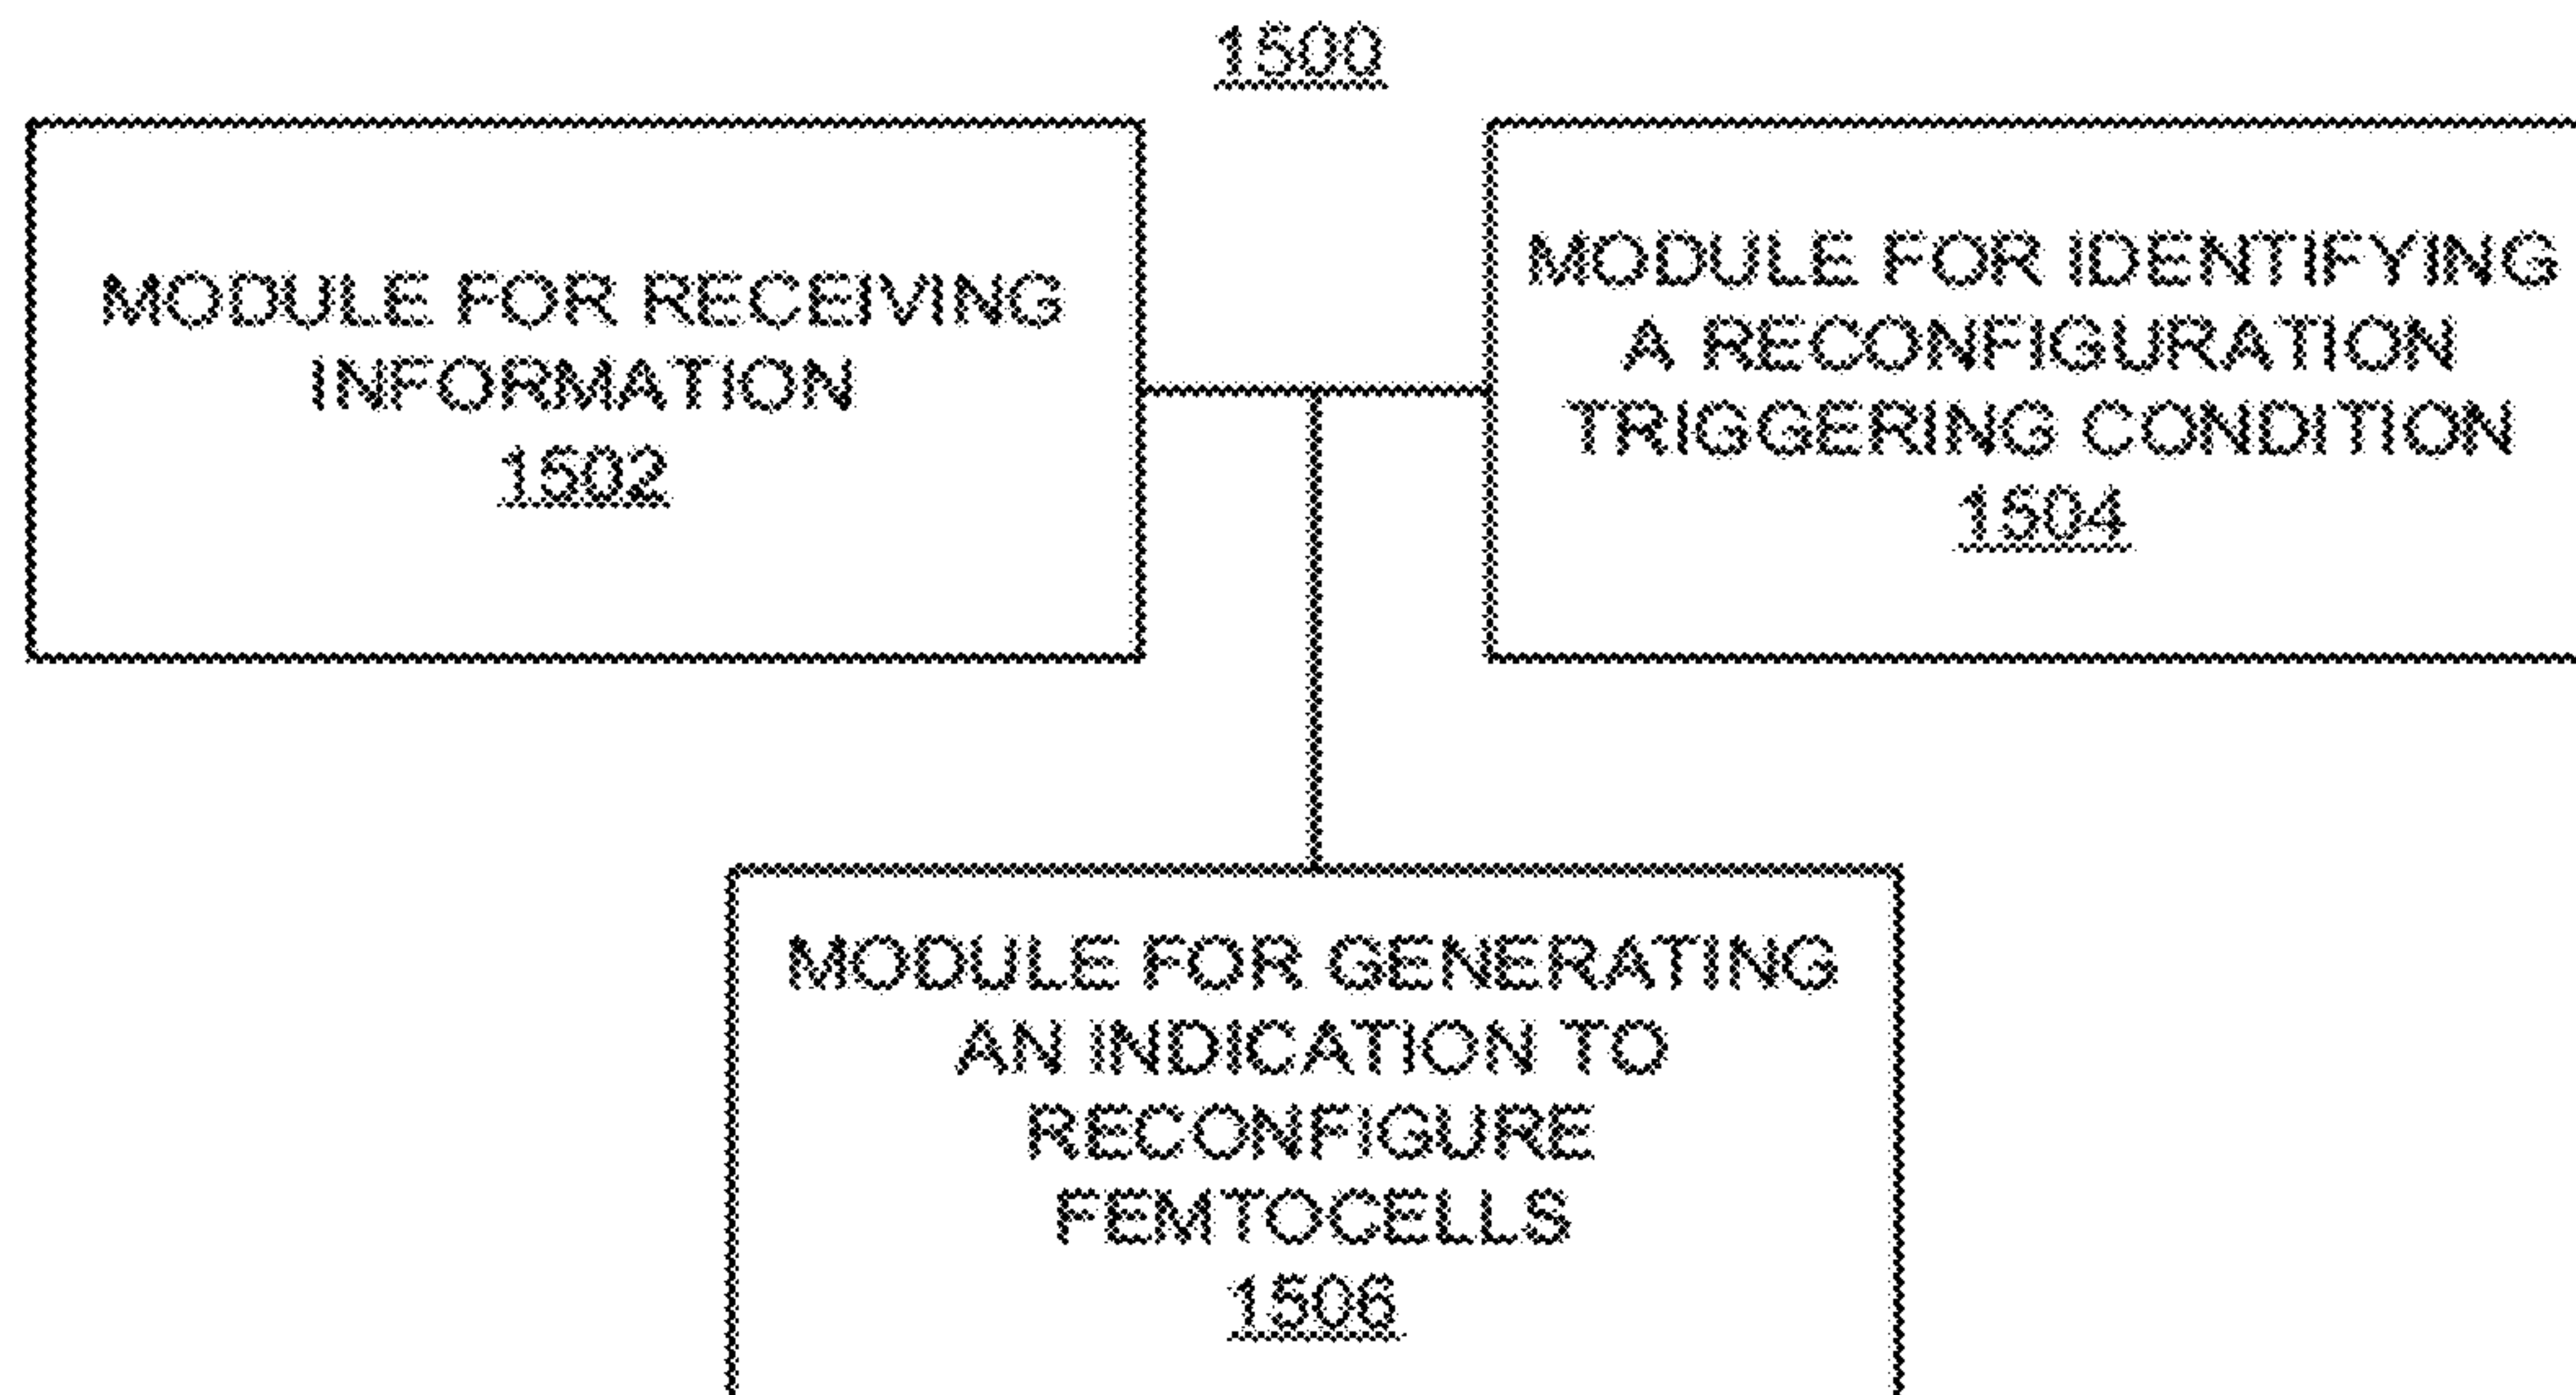 1500
MODULE FOR RECEIVING
INFORMATION
1502
MODULE FOR IDENTIFYING
A RECONFIGURATION
TRIGGERING CONDITION
1504
MODULE FOR GENERATING
AN INDICATION TO
RECONFIGURE
FEMTOCELLS
1506